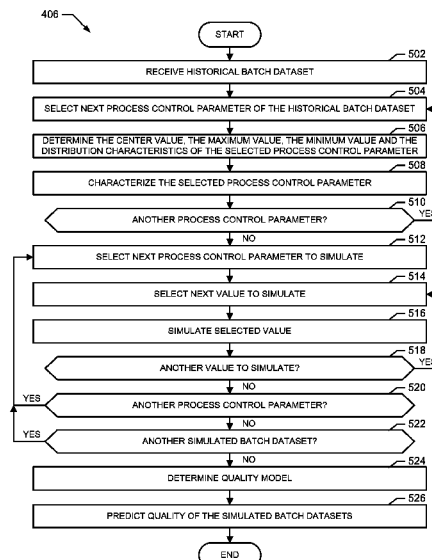 406
START
502
RECEIVE HISTORICAL BATCH DATASET
504
SELECT NEXT PROCESS CONTROL PARAMETER OF THE HISTORICAL BATCH DATASET
506
DETERMINE THE CENTER VALUE, THE MAXIMUM VALUE, THE MINIMUM VALUE AND THE
DISTRIBUTION CHARACTERISTICS OF THE SELECTED PROCESS CONTROL PARAMETER
508
CHARACTERIZE THE SELECTED PROCESS CONTROL PARAMETER
510
ANOTHER PROCESS CONTROL PARAMETER?
YES
NO
512
SELECT NEXT PROCESS CONTROL PARAMETER TO SIMULATE
514
SELECT NEXT VALUE TO SIMULATE
516
SIMULATE SELECTED VALUE
518
ANOTHER VALUE TO SIMULATE?
YES
NO
520
YES
ANOTHER PROCESS CONTROL PARAMETER?
NO
522
YES
ANOTHER SIMULATED BATCH DATASET?
NO
524
DETERMINE QUALITY MODEL
526
PREDICT QUALITY OF THE SIMULATED BATCH DATASETS
END